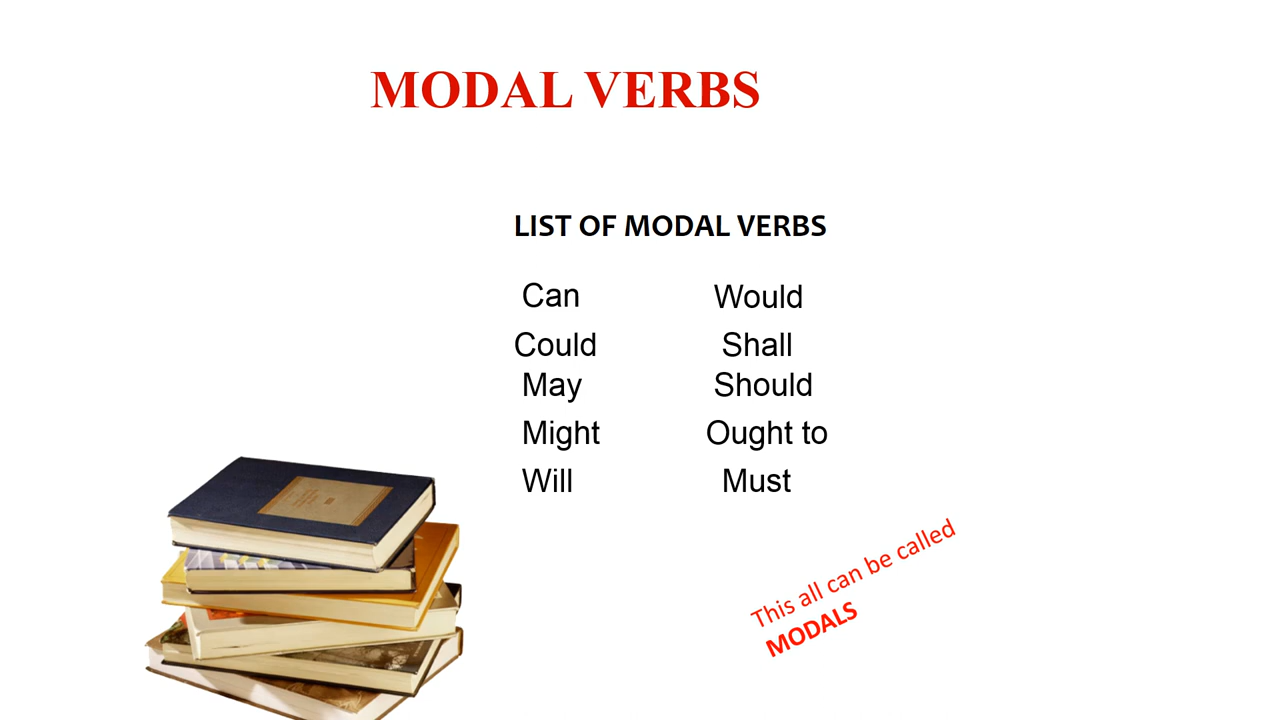 MODAL VERBS
LIST OF MODAL VERBS
Can Would
Could Shall
May Should
Might Ought to
Will Must
This all can be called
MODALS